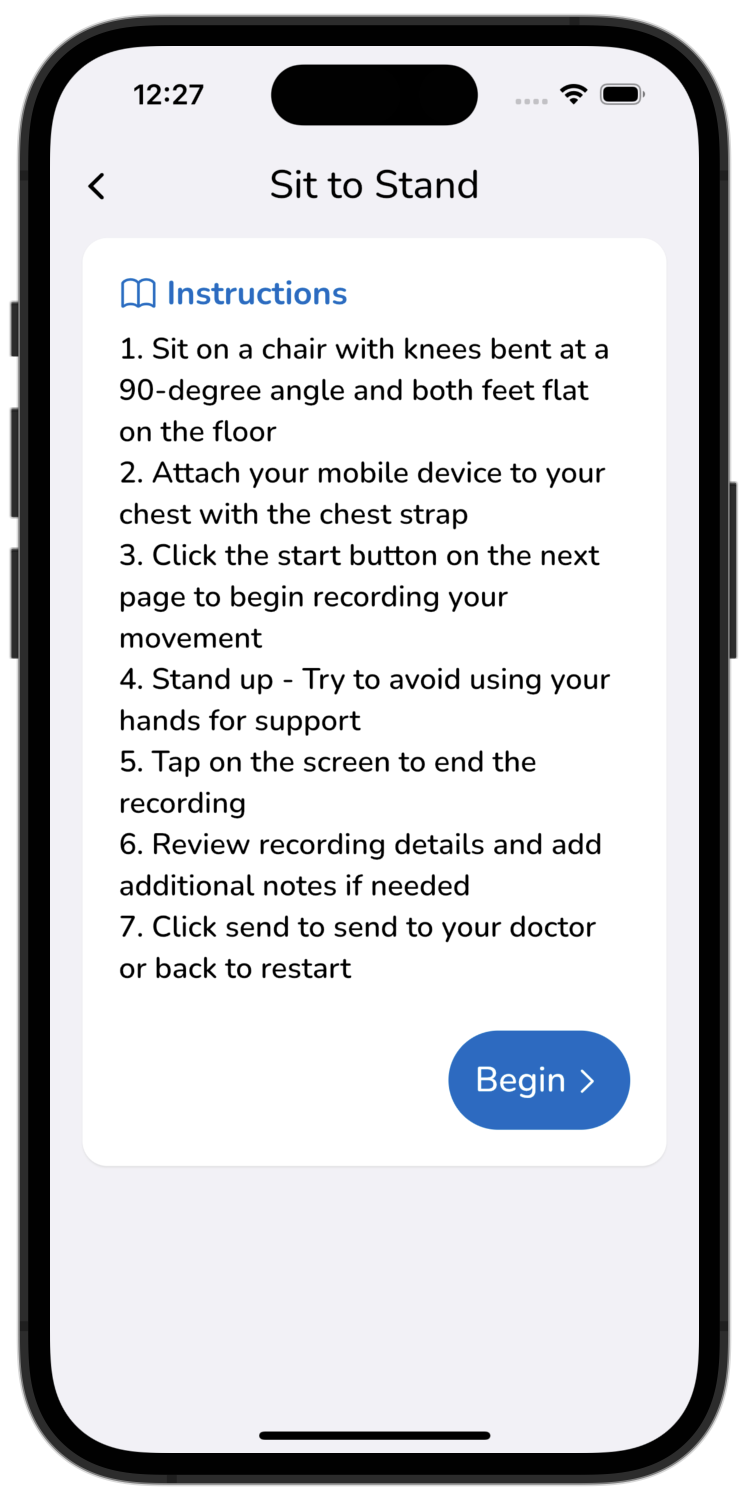 12:27
Sit to Stand
Instructions
1. Sit on a chair with knees bent at a
90-degree angle and both feet flat
on the floor
2. Attach your mobile device to your
chest with the chest strap
3. Click the start button on the next
page to begin recording your
movement
4. Stand up - Try to avoid using your
hands for support
5. Tap on the screen to end the
recording
6. Review recording details and add
additional notes if needed
7. Click send to send to your doctor
or back to restart
Begin